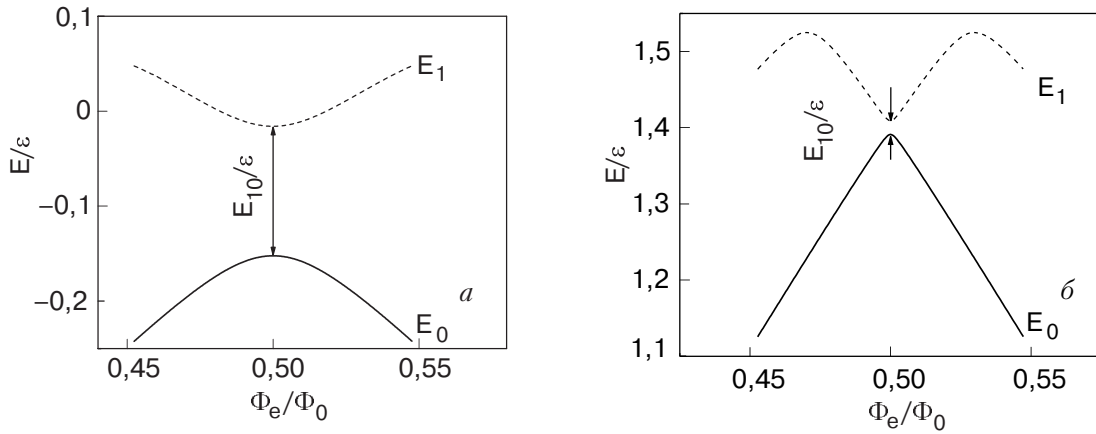 0,1
0
–0,1
–0,2
E/ε
E₁
E₁₀/ε
E₀
а
0,45 0,50 0,55
Φₑ/Φ₀
1,5
1,4
1,3
1,2
1,1
E/ε
E₁
E₁₀/ε
E₀
б
0,45 0,50 0,55
Φₑ/Φ₀